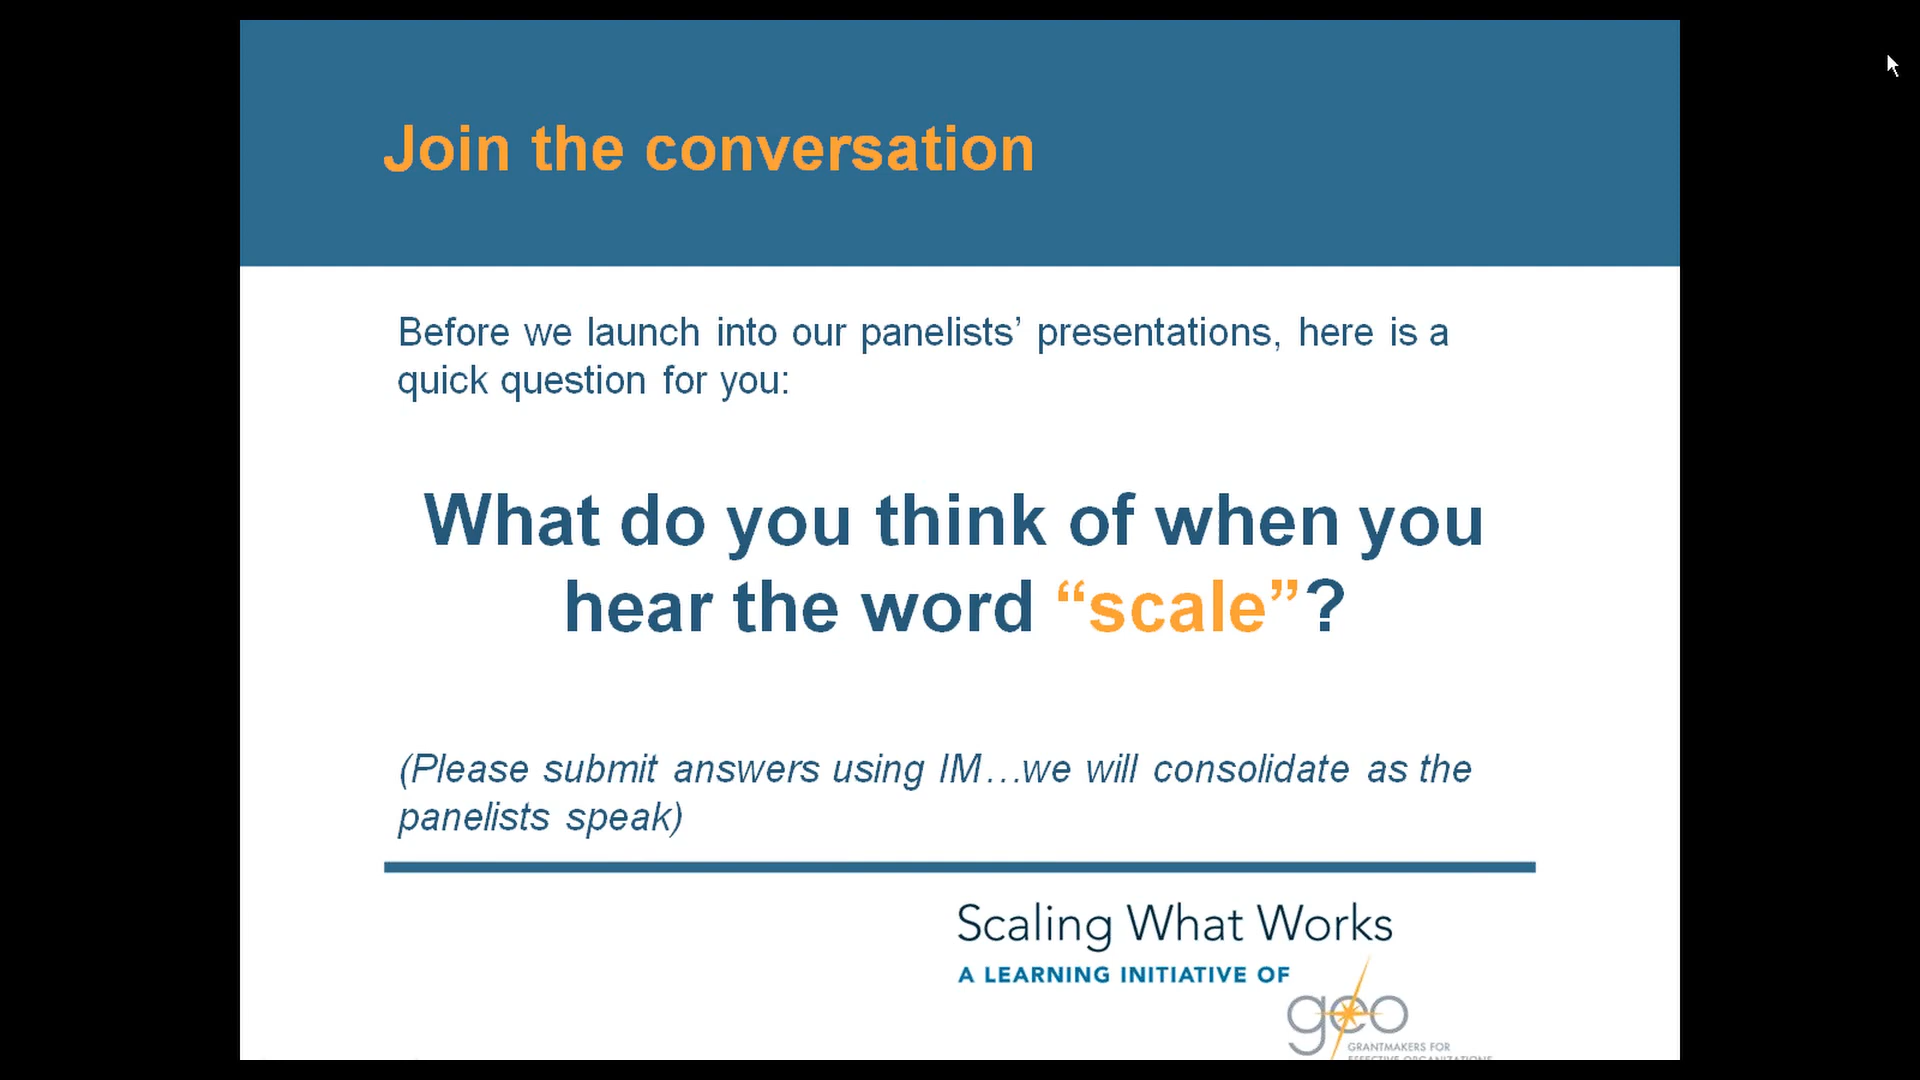 Join the conversation
Before we launch into our panelists’ presentations, here is a
quick question for you:
What do you think of when you
hear the word “scale”?
(Please submit answers using IM…we will consolidate as the
panelists speak)
Scaling What Works
A LEARNING INITIATIVE OF
geo
GRANTMAKERS FOR
EFFECTIVE ORGANIZATIONS